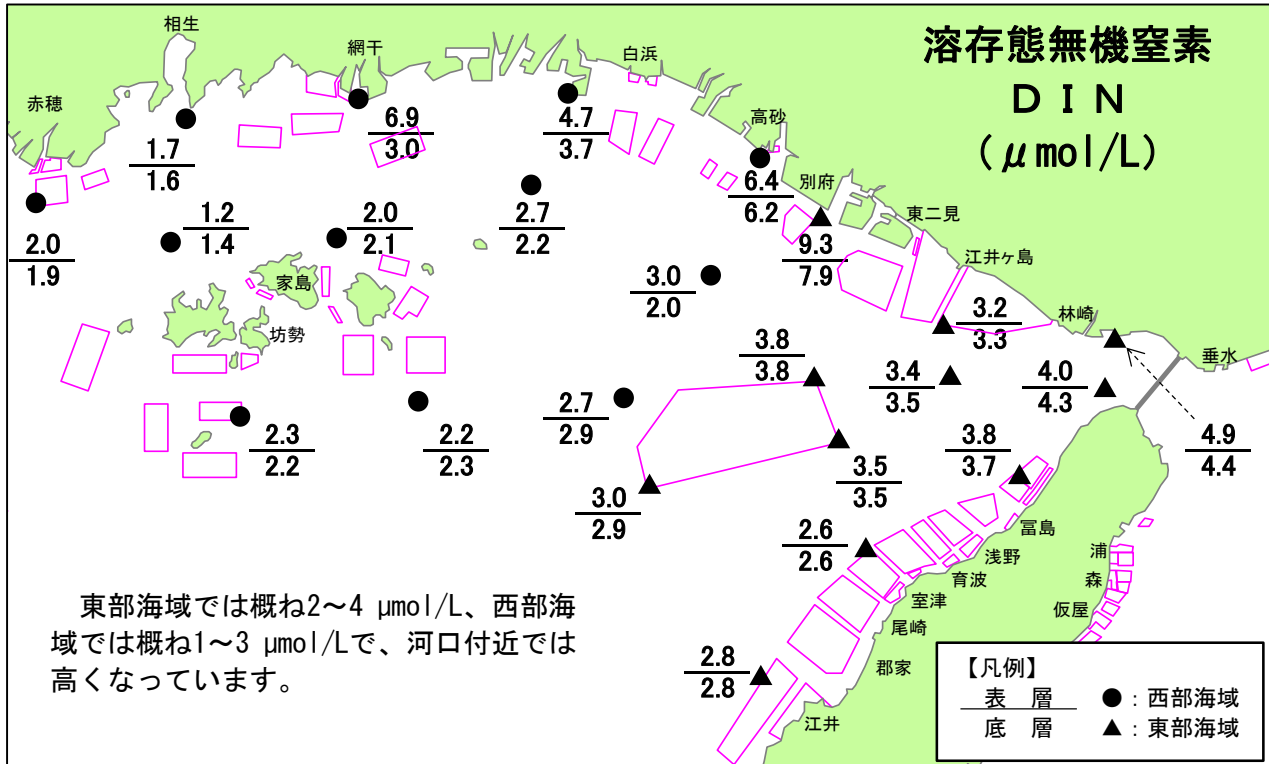 溶存態無機窒素
ＤＩＮ
(μmol/L)
相生
網干
白浜
赤穂
高砂
別府
東二見
江井ヶ島
林崎
垂水
家島
坊勢
6.9
3.0
4.7
3.7
1.7
1.6
6.4
6.2
1.2
1.4
2.0
2.1
2.7
2.2
2.0
1.9
9.3
7.9
3.0
2.0
3.2
3.3
3.8
3.8
3.4
3.5
4.0
4.3
2.7
2.9
2.3
2.2
2.2
2.3
3.8
3.7
4.9
4.4
3.5
3.5
3.0
2.9
2.6
2.6
2.8
2.8
富島
浅野
育波
室津
尾崎
郡家
江井
浦
森
仮屋
東部海域では概ね2～4 μmol/L、西部海
域では概ね1～3 μmol/Lで、河口付近では
高くなっています。
【凡例】
表 層 ●：西部海域
底 層 ▲：東部海域